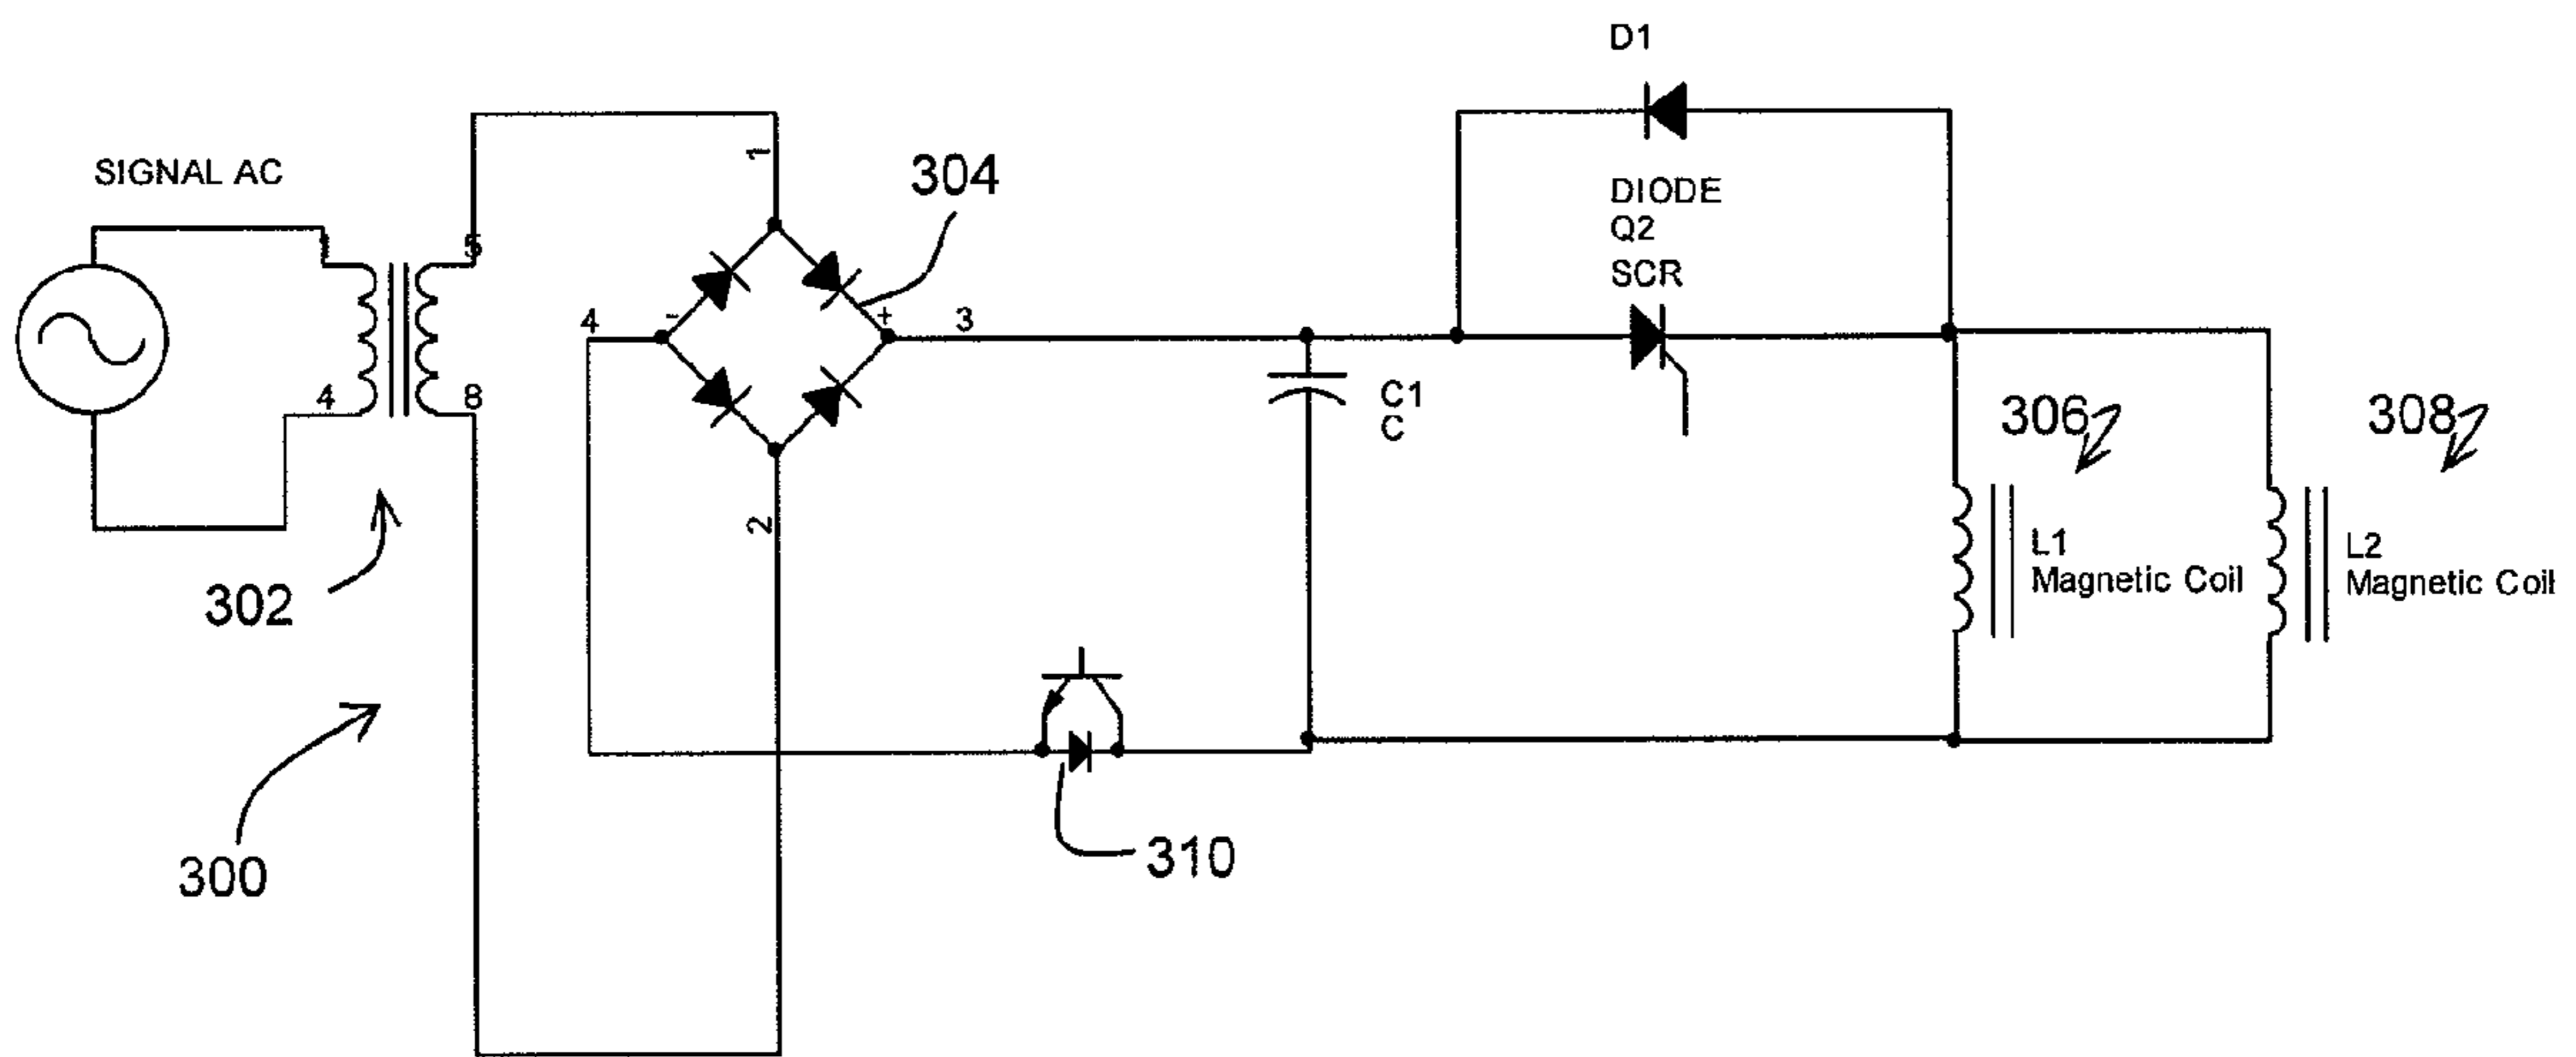 D1
SIGNAL AC
1
304
DIODE
Q2
SCR
5
4
-
+
3
4
8
C1
C
306
308
2
L1
Magnetic Coil
L2
Magnetic Coil
302
310
300